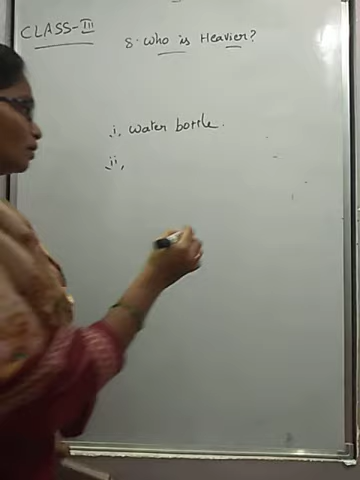 CLASS-III
8. Who is Heavier?
i, water bottle.
ii,